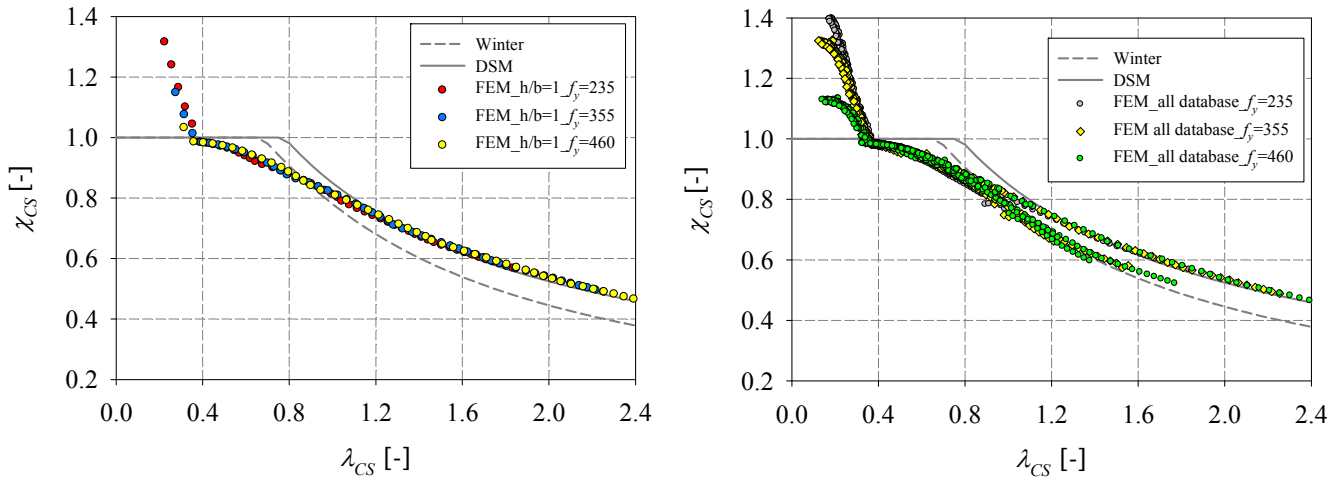 1.4
1.2
1.0
0.8
0.6
0.4
0.2
χCS [-]
0.0 0.4 0.8 1.2 1.6 2.0 2.4
λCS [-]
Winter
DSM
FEM_h/b=1_fy=235
FEM_h/b=1_fy=355
FEM_h/b=1_fy=460
1.4
1.2
1.0
0.8
0.6
0.4
0.2
χCS [-]
0.0 0.4 0.8 1.2 1.6 2.0 2.4
λCS [-]
Winter
DSM
FEM_all database_fy=235
FEM all database_fy=355
FEM_all database_fy=460